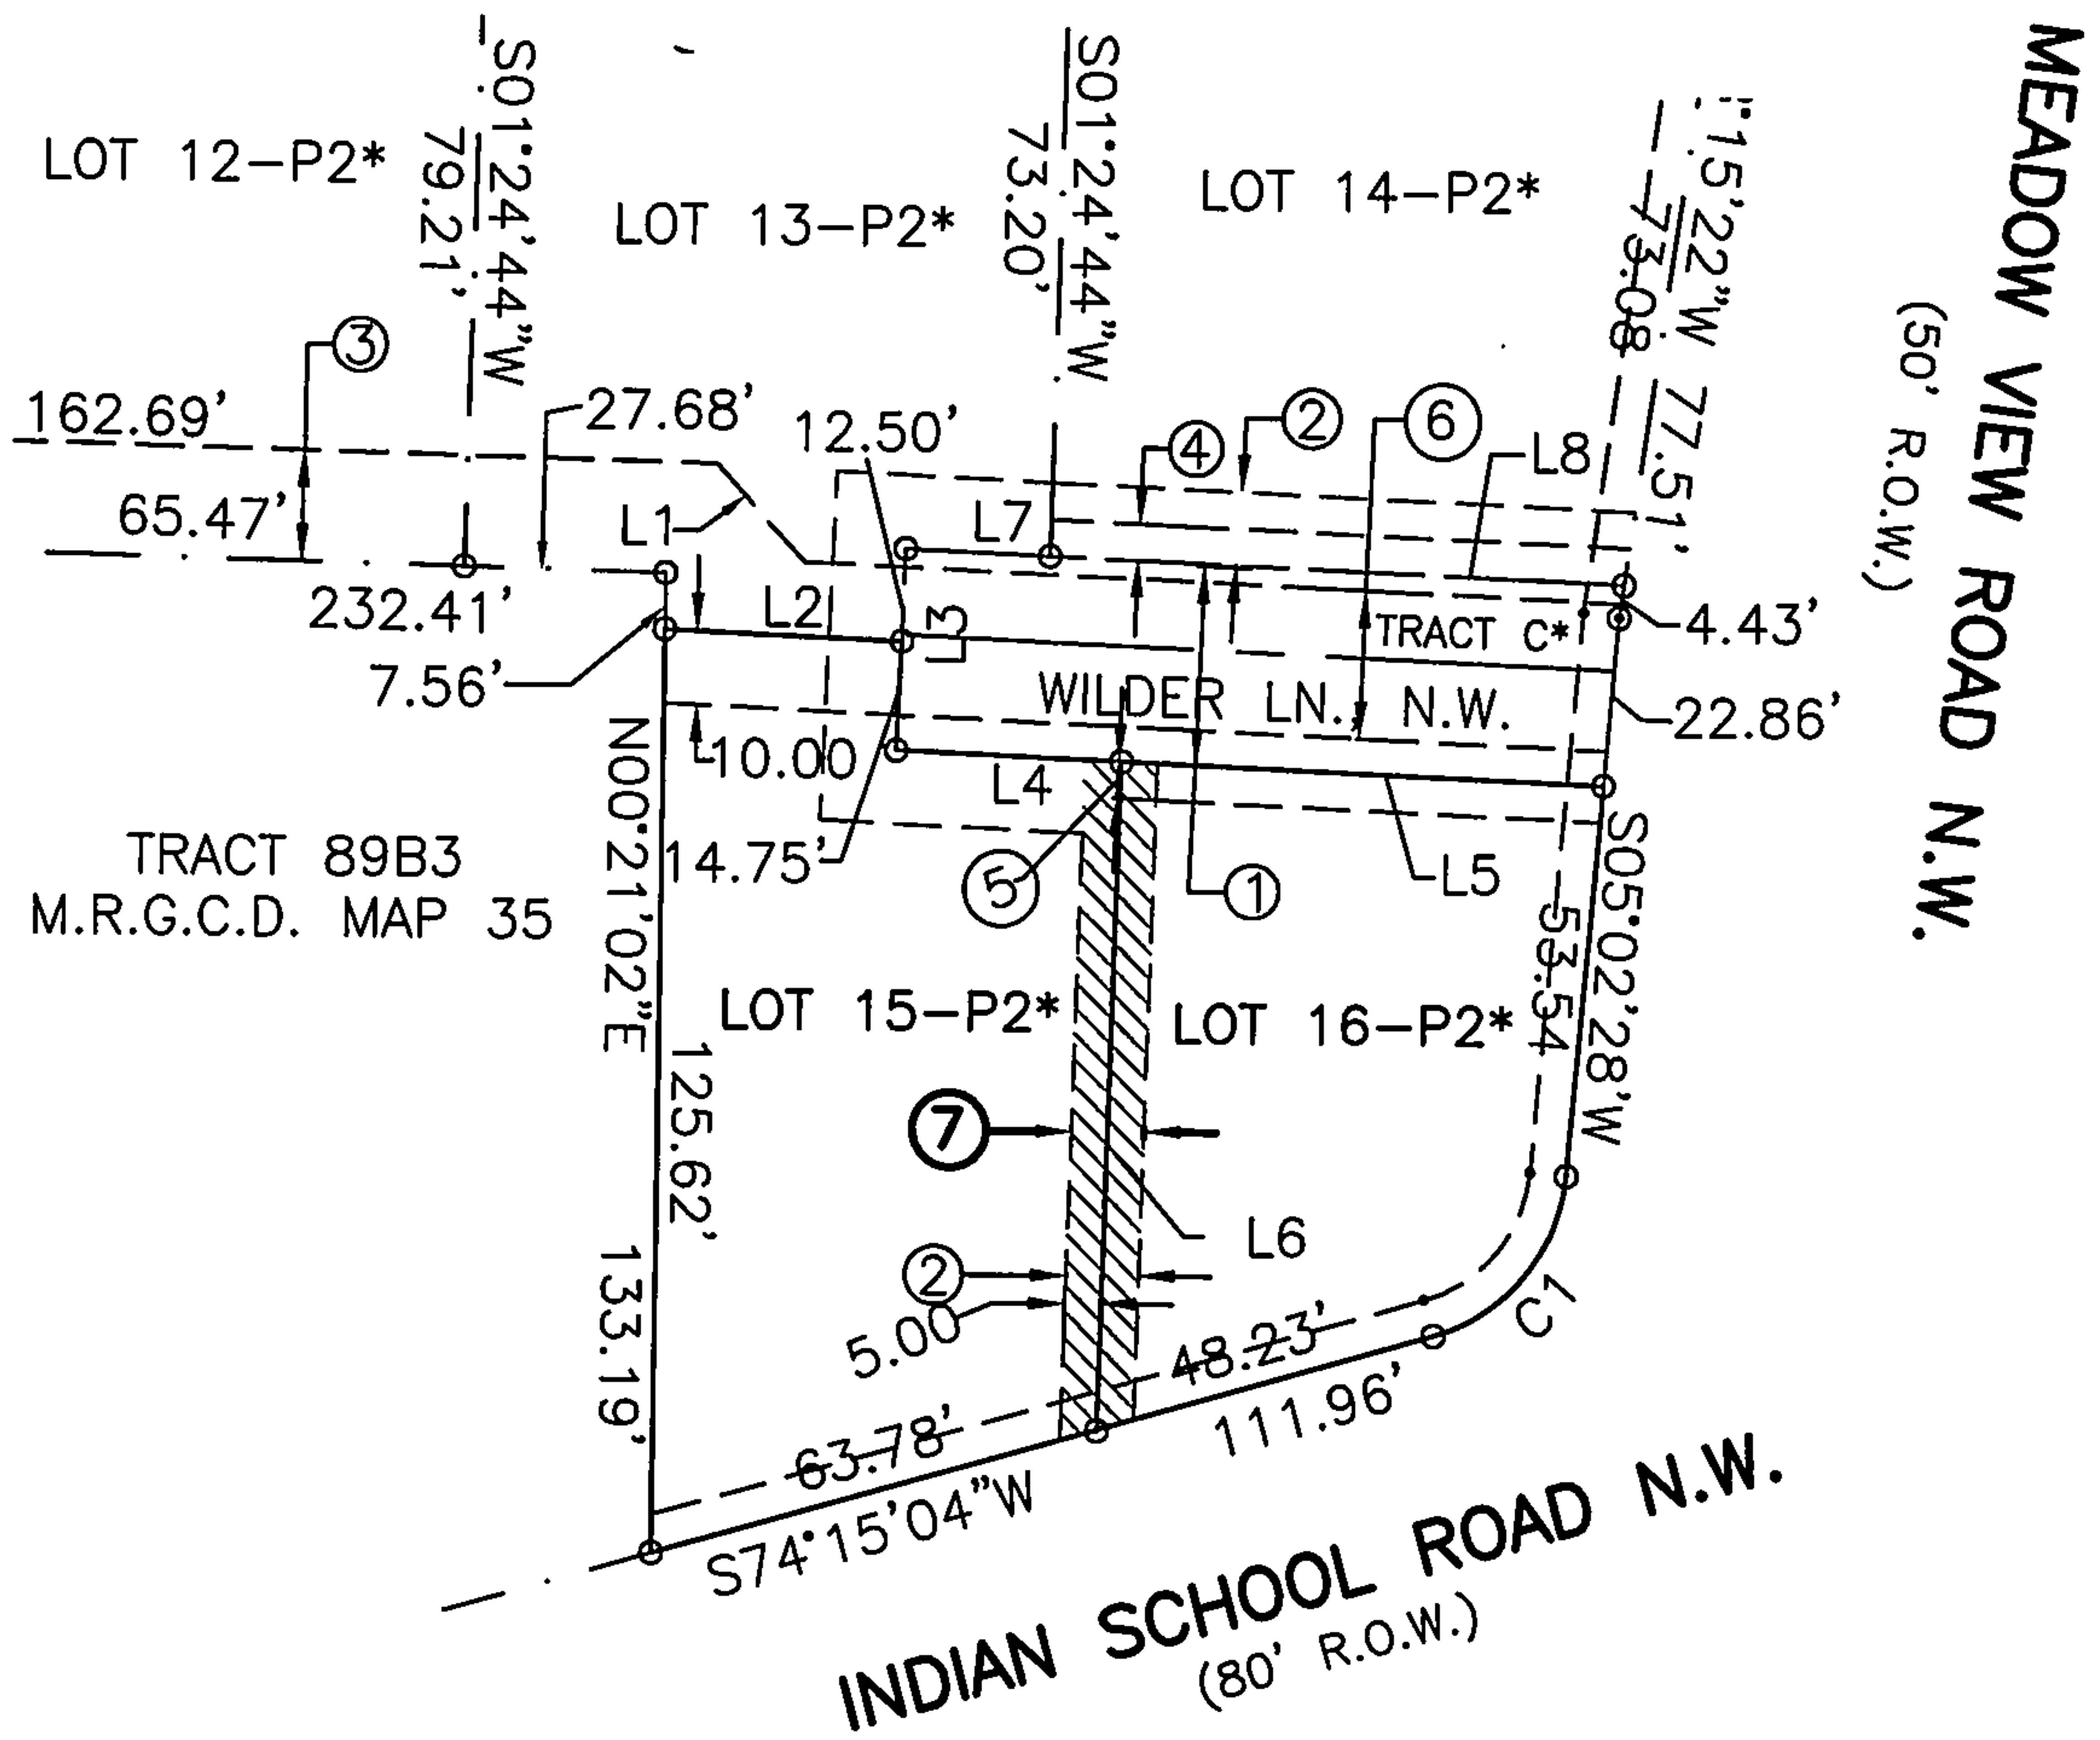 MEADOW VIEW ROAD N.W.
(50' R.O.W.)
S01°24'44"W
79.21'
S01°24'44"W
73.20'
15'22"W 77.51'
73.08
LOT 12-P2*
LOT 13-P2*
LOT 14-P2*
3
162.69'
27.68'
12.50'
4
2
6
L8
65.47'
L1
L7
232.41'
L2
L3
TRACT C*
4.43'
7.56'
WILDER LN., N.W.
22.86'
10.00
L4
14.75'
5
1
L5
TRACT 89B3
M.R.G.C.D. MAP 35
N00°21'02"E
125.62'
133.19'
S05°02'28"W
53.54
LOT 15-P2*
LOT 16-P2*
7
L6
2
5.00
C1
48.23'
111.96'
63.78'
S74°15'04"W
INDIAN SCHOOL ROAD N.W.
(80' R.O.W.)